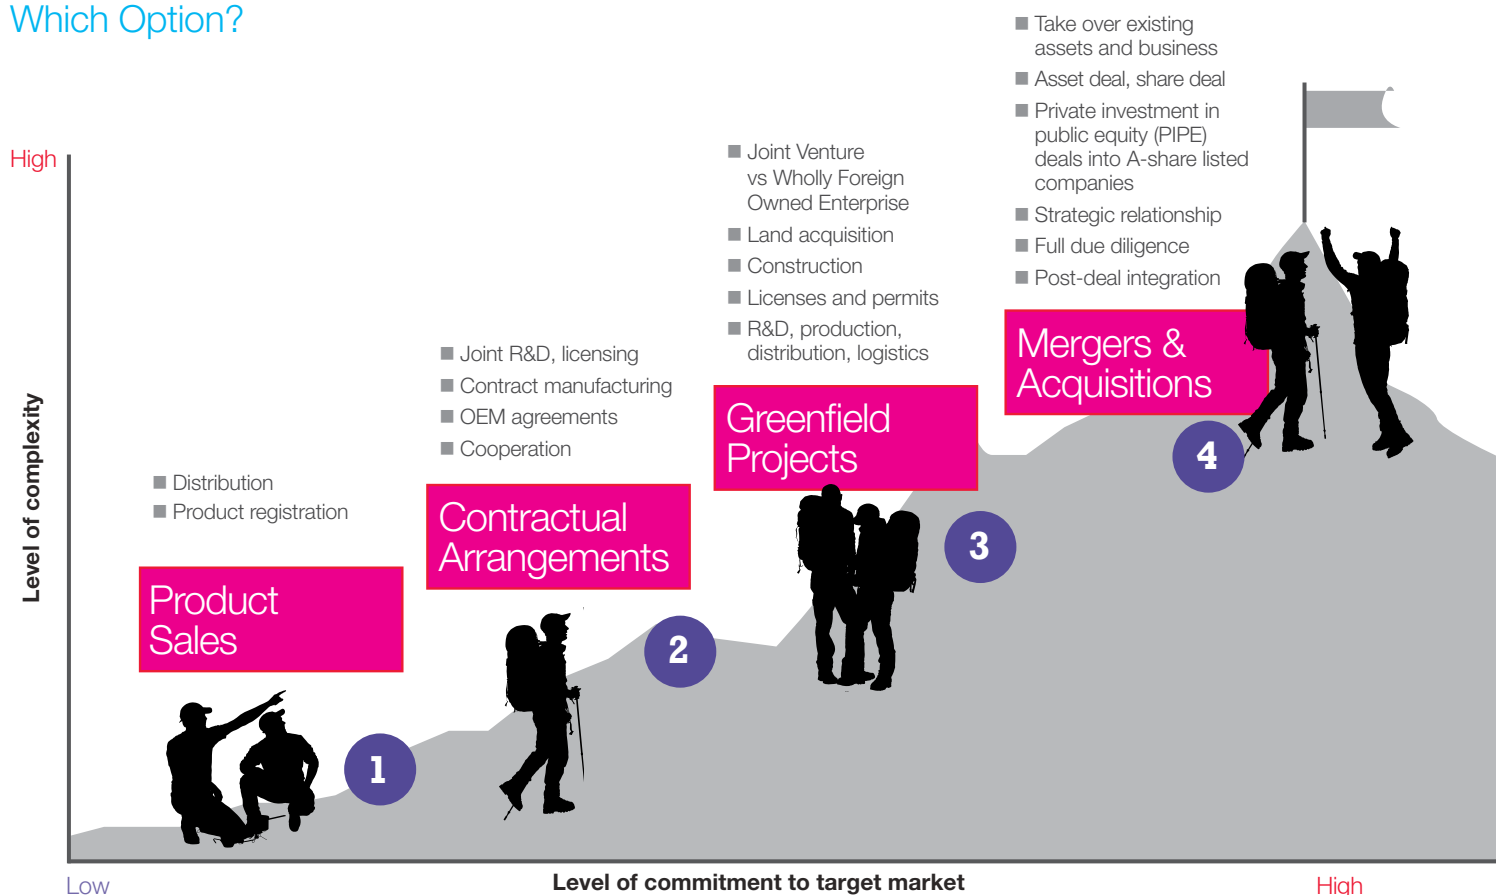 Which Option?
High
Level of complexity
Distribution
Product registration
Product
Sales
1
Joint R&D, licensing
Contract manufacturing
OEM agreements
Cooperation
Contractual
Arrangements
2
Joint Venture
vs Wholly Foreign
Owned Enterprise
Land acquisition
Construction
Licenses and permits
R&D, production,
distribution, logistics
Greenfield
Projects
3
Take over existing
assets and business
Asset deal, share deal
Private investment in
public equity (PIPE)
deals into A-share listed
companies
Strategic relationship
Full due diligence
Post-deal integration
Mergers &
Acquisitions
4
Low
Level of commitment to target market
High